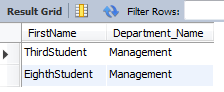 Result Grid Filter Rows:
FirstName Department_Name
ThirdStudent Management
EighthStudent Management